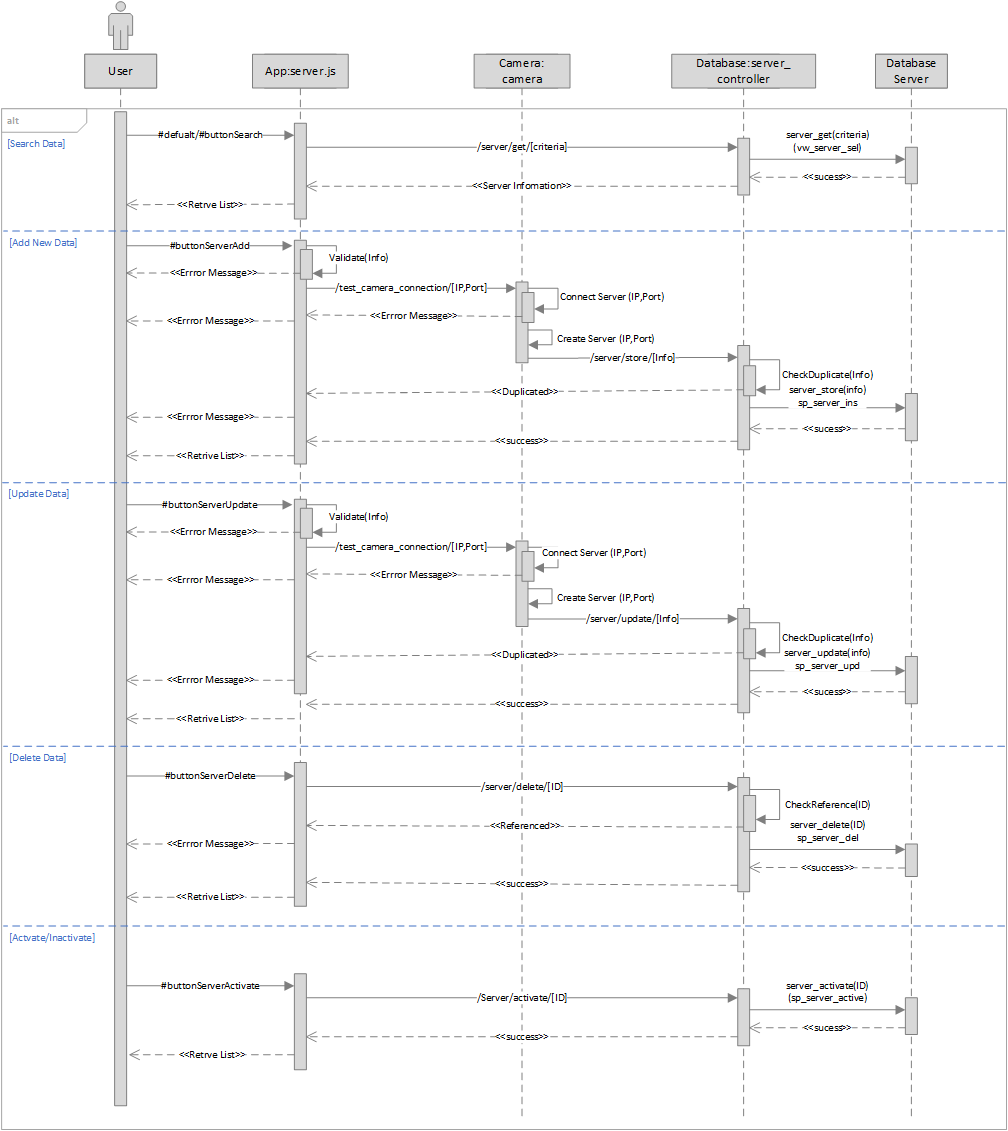 User
App:server.js
Camera:
camera
Database:server_
controller
Database
Server
alt
[Search Data]
#defualt/#buttonSearch
/server/get/[criteria]
server_get(criteria)
(vw_server_sel)
<<sucess>>
<<Server Infomation>>
<<Retrve List>>
[Add New Data]
#buttonServerAdd
Validate(Info)
<<Errror Message>>
/test_camera_connection/[IP,Port]
Connect Server (IP,Port)
<<Errror Message>>
<<Errror Message>>
Create Server (IP,Port)
/server/store/[Info]
CheckDuplicate(Info)
<<Duplicated>>
server_store(info)
sp_server_ins
<<Errror Message>>
<<sucess>>
<<success>>
<<Retrive List>>
[Update Data]
#buttonServerUpdate
Validate(Info)
<<Errror Message>>
/test_camera_connection/[IP,Port]
Connect Server (IP,Port)
<<Errror Message>>
<<Errror Message>>
Create Server (IP,Port)
/server/update/[Info]
CheckDuplicate(Info)
<<Duplicated>>
server_update(info)
sp_server_upd
<<Errror Message>>
<<sucess>>
<<success>>
<<Retrive List>>
[Delete Data]
#buttonServerDelete
/server/delete/[ID]
CheckReference(ID)
<<Referenced>>
server_delete(ID)
sp_server_del
<<Errror Message>>
<<success>>
<<success>>
<<Retrive List>>
[Actvate/Inactivate]
#buttonServerActivate
/Server/activate/[ID]
server_activate(ID)
(sp_server_active)
<<sucess>>
<<success>>
<<Retrve List>>